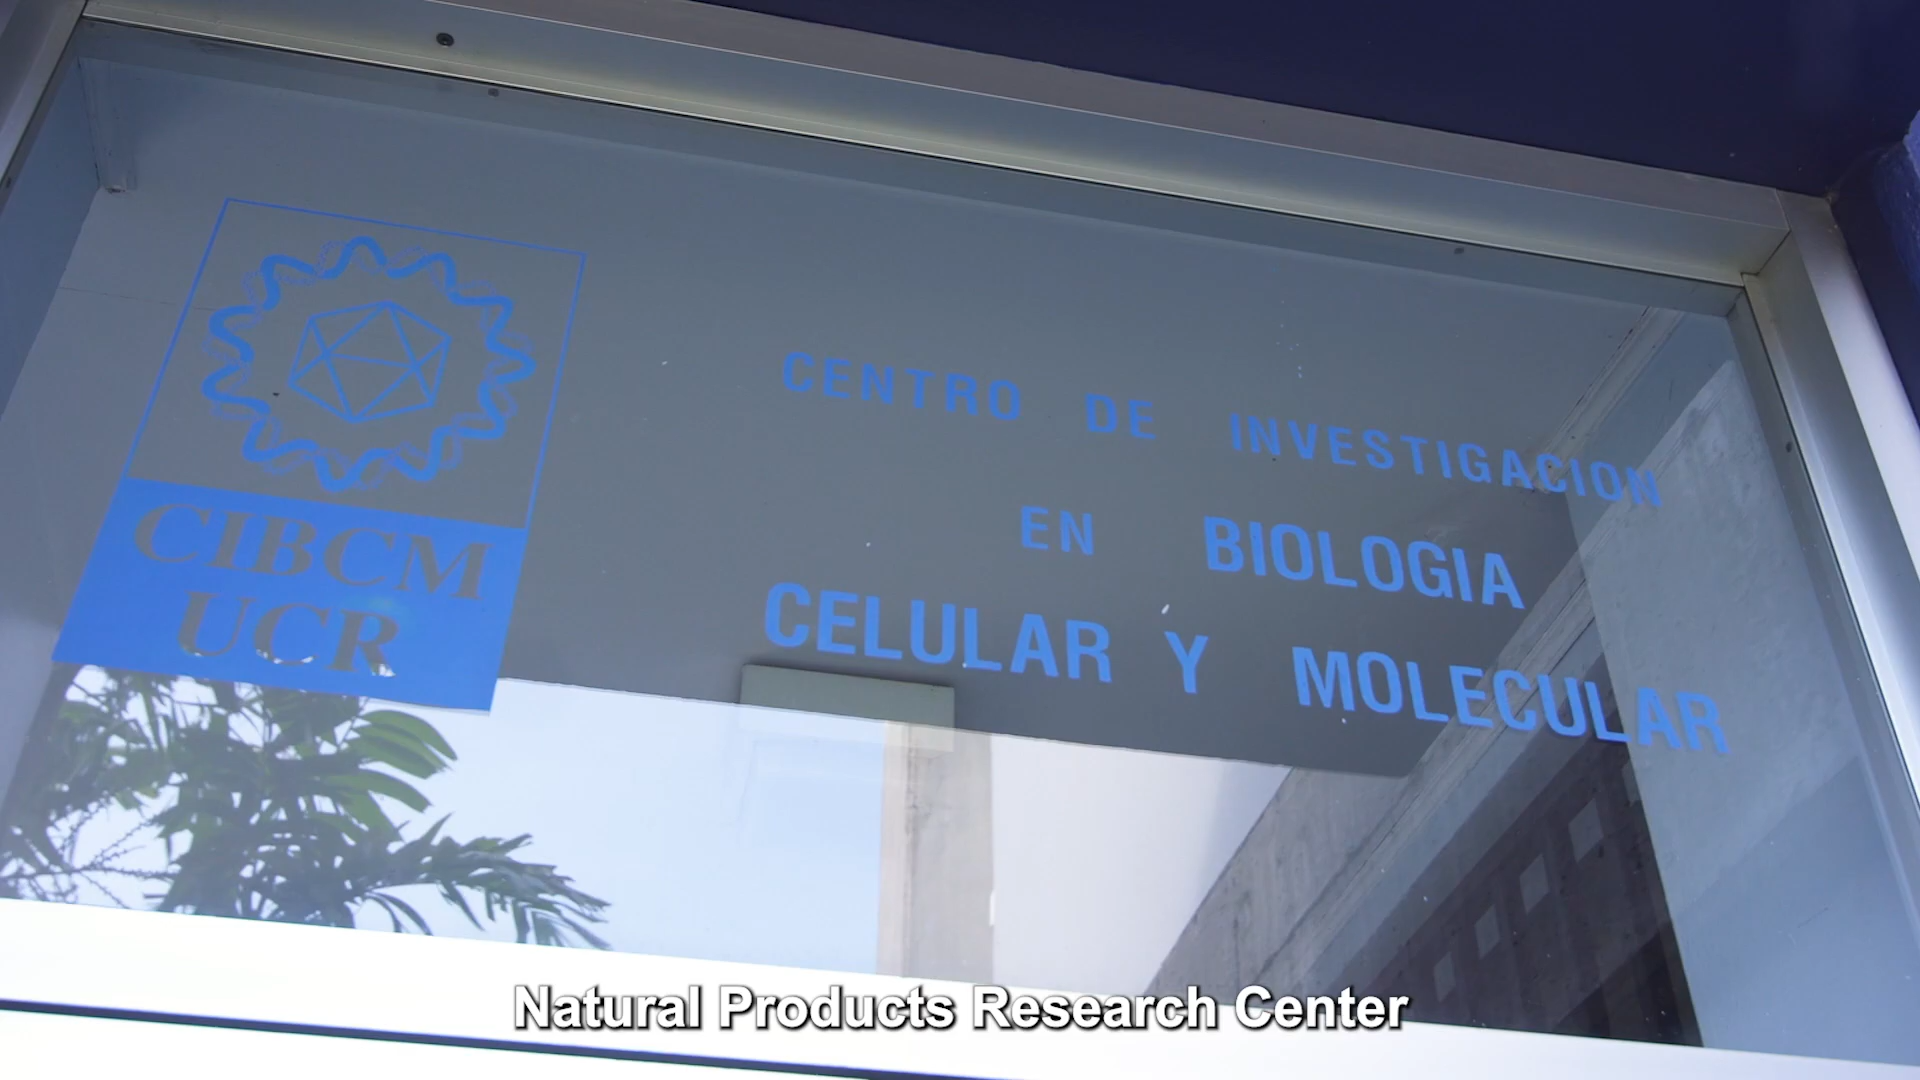 CIBCM
UCR
CENTRO DE INVESTIGACION
EN BIOLOGIA
CELULAR Y MOLECULAR
Natural Products Research Center